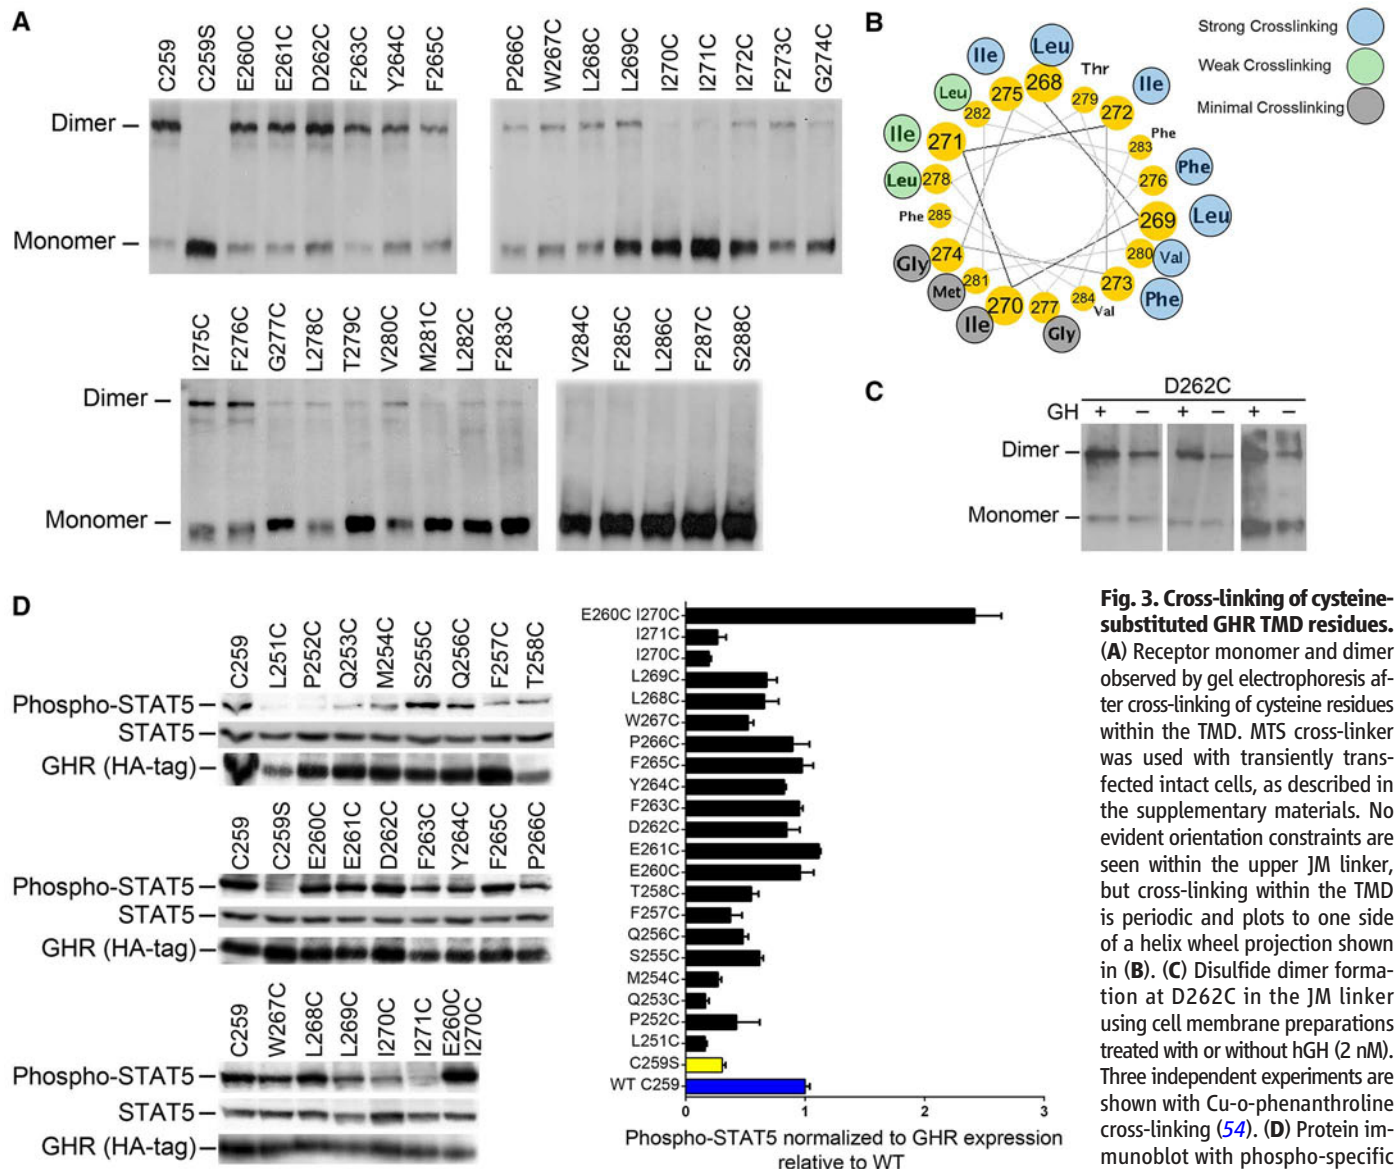 A
C259
C259S
E260C
E261C
D262C
F263C
Y264C
F265C
P266C
W267C
L268C
L269C
I270C
I271C
I272C
F273C
G274C
Dimer
Monomer
I275C
F276C
G277C
L278C
T279C
V280C
M281C
L282C
F283C
V284C
F285C
L286C
F287C
S288C
Dimer
Monomer
B
Strong Crosslinking
Weak Crosslinking
Minimal Crosslinking
Ile
Leu
Thr
Ile
Leu
275
268
279
272
282
Phe
Ile
271
283
Phe
Leu
278
276
Phe
285
269
Leu
Gly
274
280
Val
Met
281
273
Phe
Ile
270
277
284
Val
Gly
C
D262C
GH
+
–
+
–
+
–
Dimer
Monomer
D
C259
L251C
P252C
Q253C
M254C
S255C
Q256C
F257C
T258C
Phospho-STAT5
STAT5
GHR (HA-tag)
C259
C259S
E260C
E261C
D262C
F263C
Y264C
F265C
P266C
Phospho-STAT5
STAT5
GHR (HA-tag)
C259
W267C
L268C
L269C
I270C
I271C
E260C
I270C
Phospho-STAT5
STAT5
GHR (HA-tag)
E260C I270C
I271C
I270C
L269C
L268C
W267C
P266C
F265C
Y264C
F263C
D262C
E261C
E260C
T258C
F257C
Q256C
S255C
M254C
Q253C
P252C
L251C
C259S
WT C259
0
1
2
3
Phospho-STAT5 normalized to GHR expression
relative to WT
Fig. 3. Cross-linking of cysteine-
substituted GHR TMD residues.
(A) Receptor monomer and dimer
observed by gel electrophoresis af-
ter cross-linking of cysteine residues
within the TMD. MTS cross-linker
was used with transiently trans-
fected intact cells, as described in
the supplementary materials. No
evident orientation constraints are
seen within the upper JM linker,
but cross-linking within the TMD
is periodic and plots to one side
of a helix wheel projection shown
in (B). (C) Disulfide dimer forma-
tion at D262C in the JM linker
using cell membrane preparations
treated with or without hGH (2 nM).
Three independent experiments are
shown with Cu-o-phenanthroline
cross-linking (54). (D) Protein im-
munoblot with phospho-specific